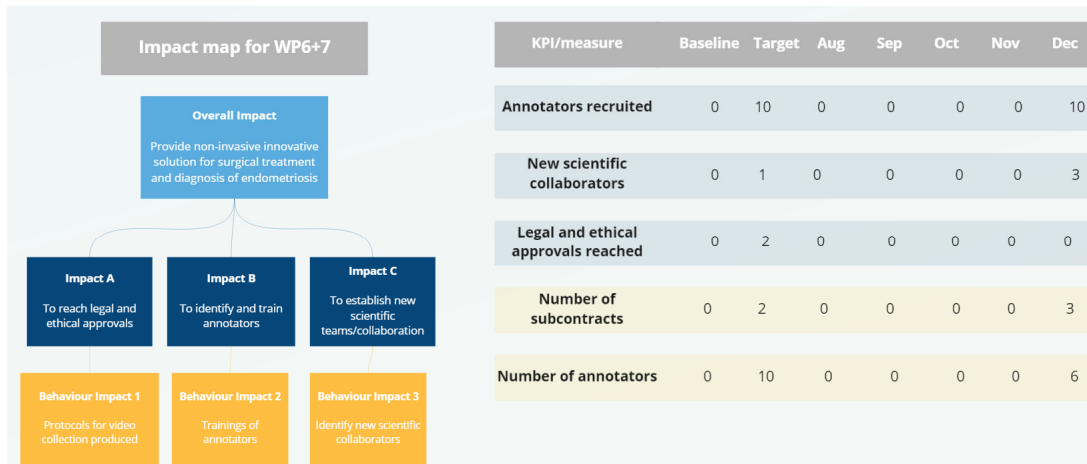 Impact map for WP6+7
Overall Impact
Provide non-invasive innovative
solution for surgical treatment
and diagnosis of endometriosis
Impact A
To reach legal and
ethical approvals
Impact B
To identify and train
annotators
Impact C
To establish new
scientific
teams/collaboration
Behaviour Impact 1
Protocols for video
collection produced
Behaviour Impact 2
Trainings of
annotators
Behaviour Impact 3
Identify new scientific
collaborators
KPI/measure Baseline Target Aug Sep Oct Nov Dec
Annotators recruited 0 10 0 0 0 0 10
New scientific
collaborators 0 1 0 0 0 0 3
Legal and ethical
approvals reached 0 2 0 0 0 0 0
Number of
subcontracts 0 2 0 0 0 0 3
Number of annotators 0 10 0 0 0 0 6